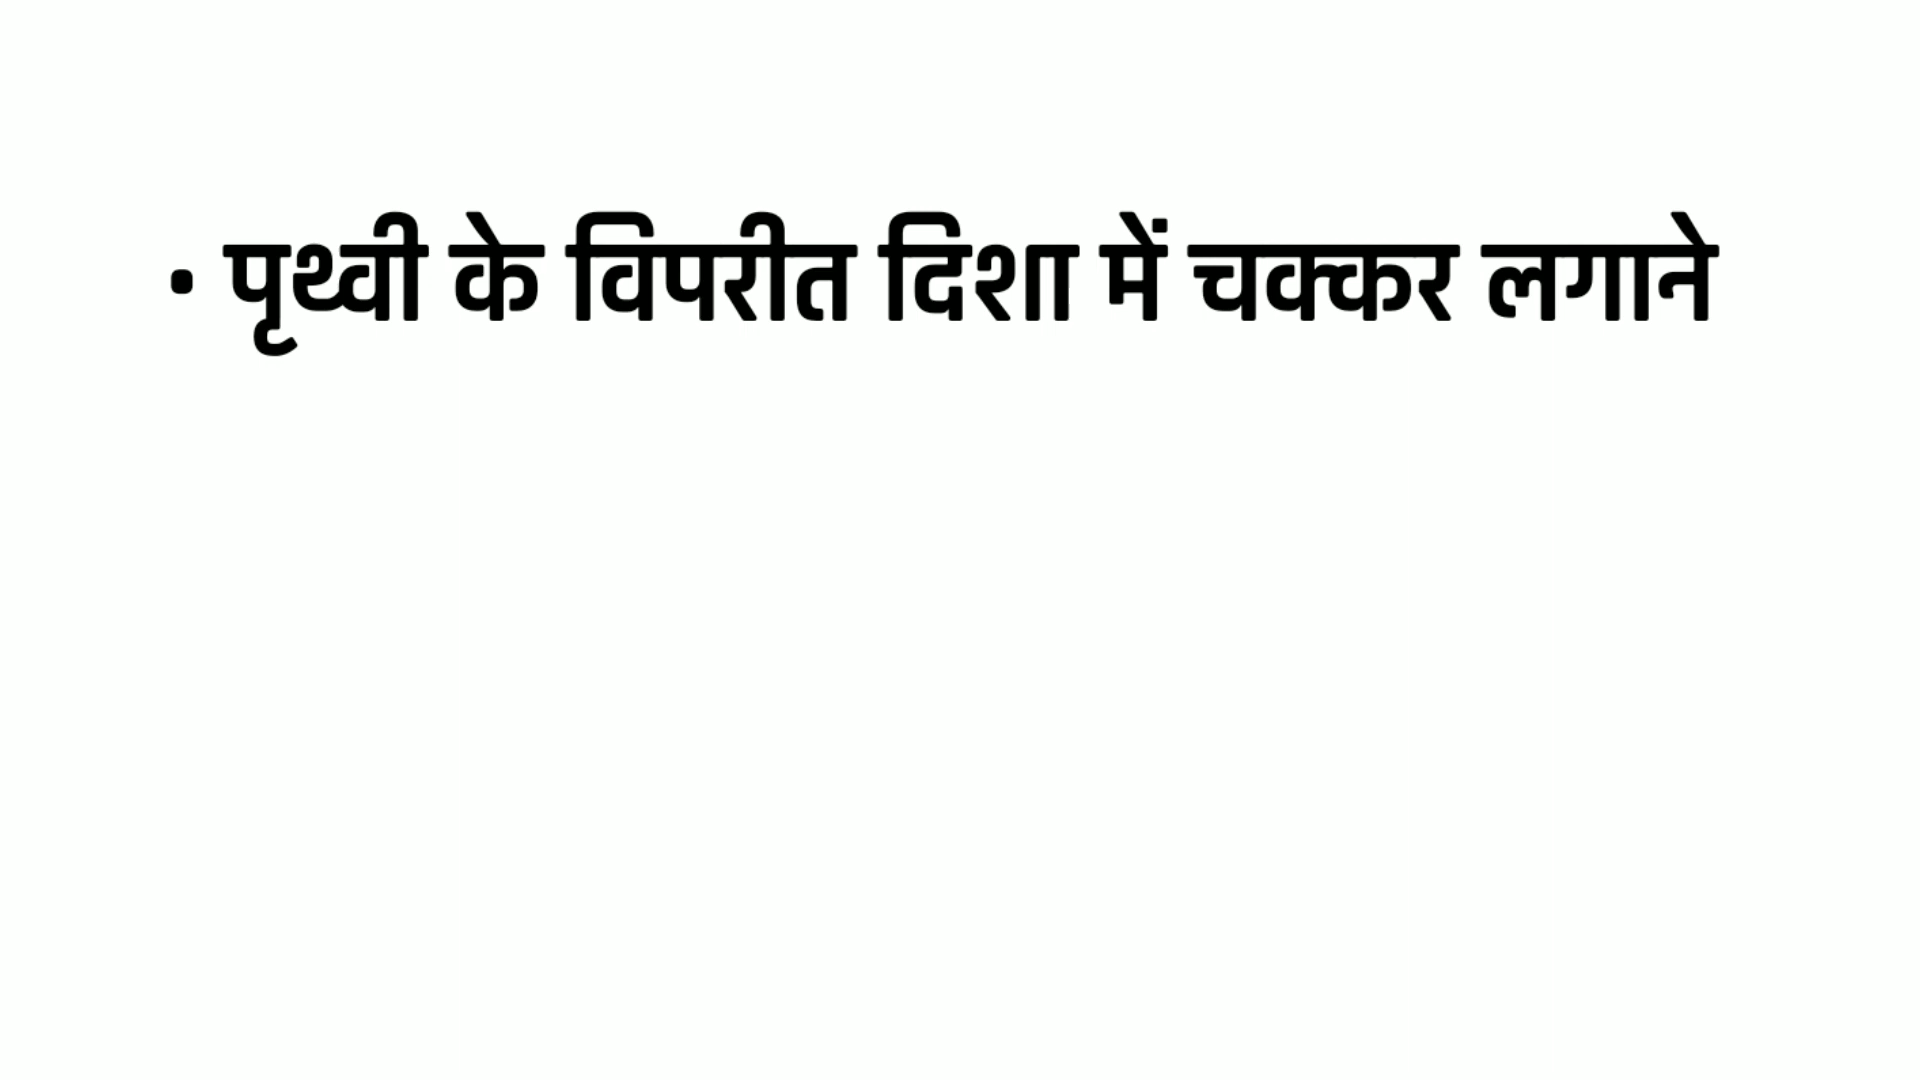 • पृथ्वी के विपरीत दिशा में चक्कर लगाने